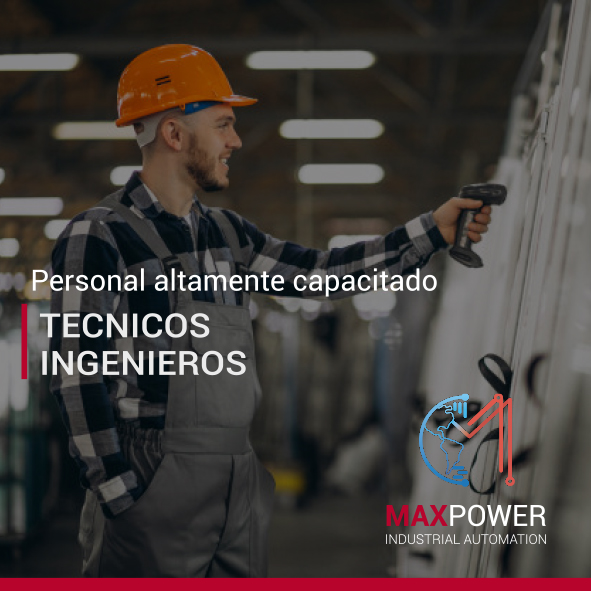 Personal altamente capacitado
TECNICOS
INGENIEROS
MAXPOWER
INDUSTRIAL AUTOMATION